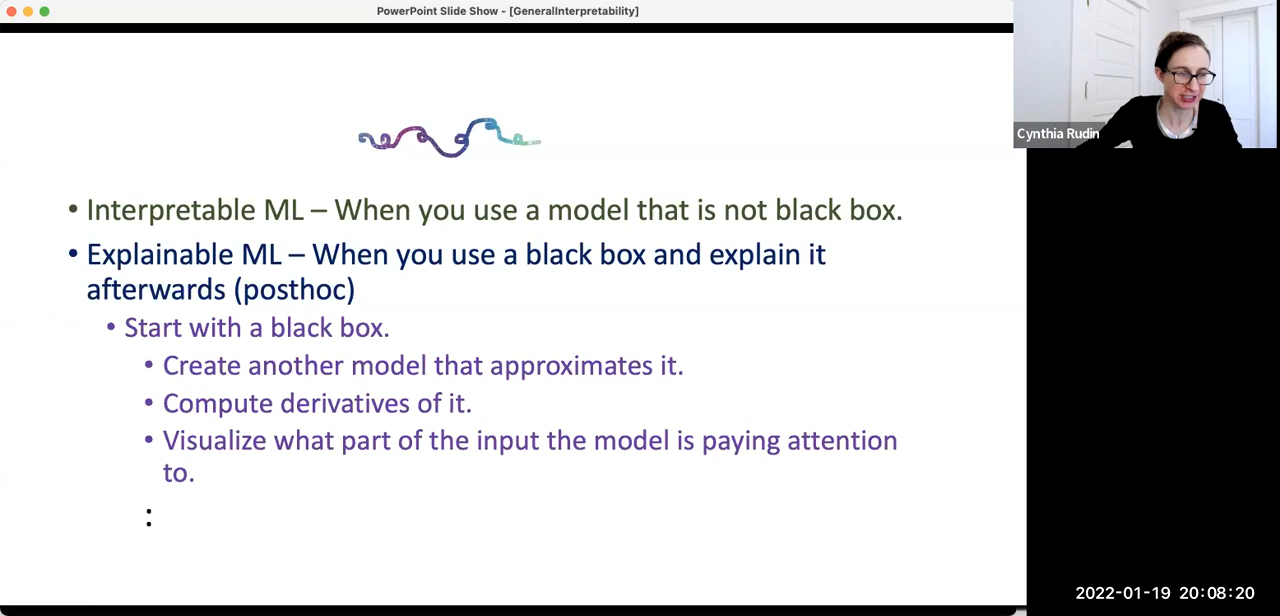 PowerPoint Slide Show - [GeneralInterpretability]
Cynthia Rudin
• Interpretable ML – When you use a model that is not black box.
• Explainable ML – When you use a black box and explain it
afterwards (posthoc)
• Start with a black box.
• Create another model that approximates it.
• Compute derivatives of it.
• Visualize what part of the input the model is paying attention
to.
:
2022-01-19 20:08:20